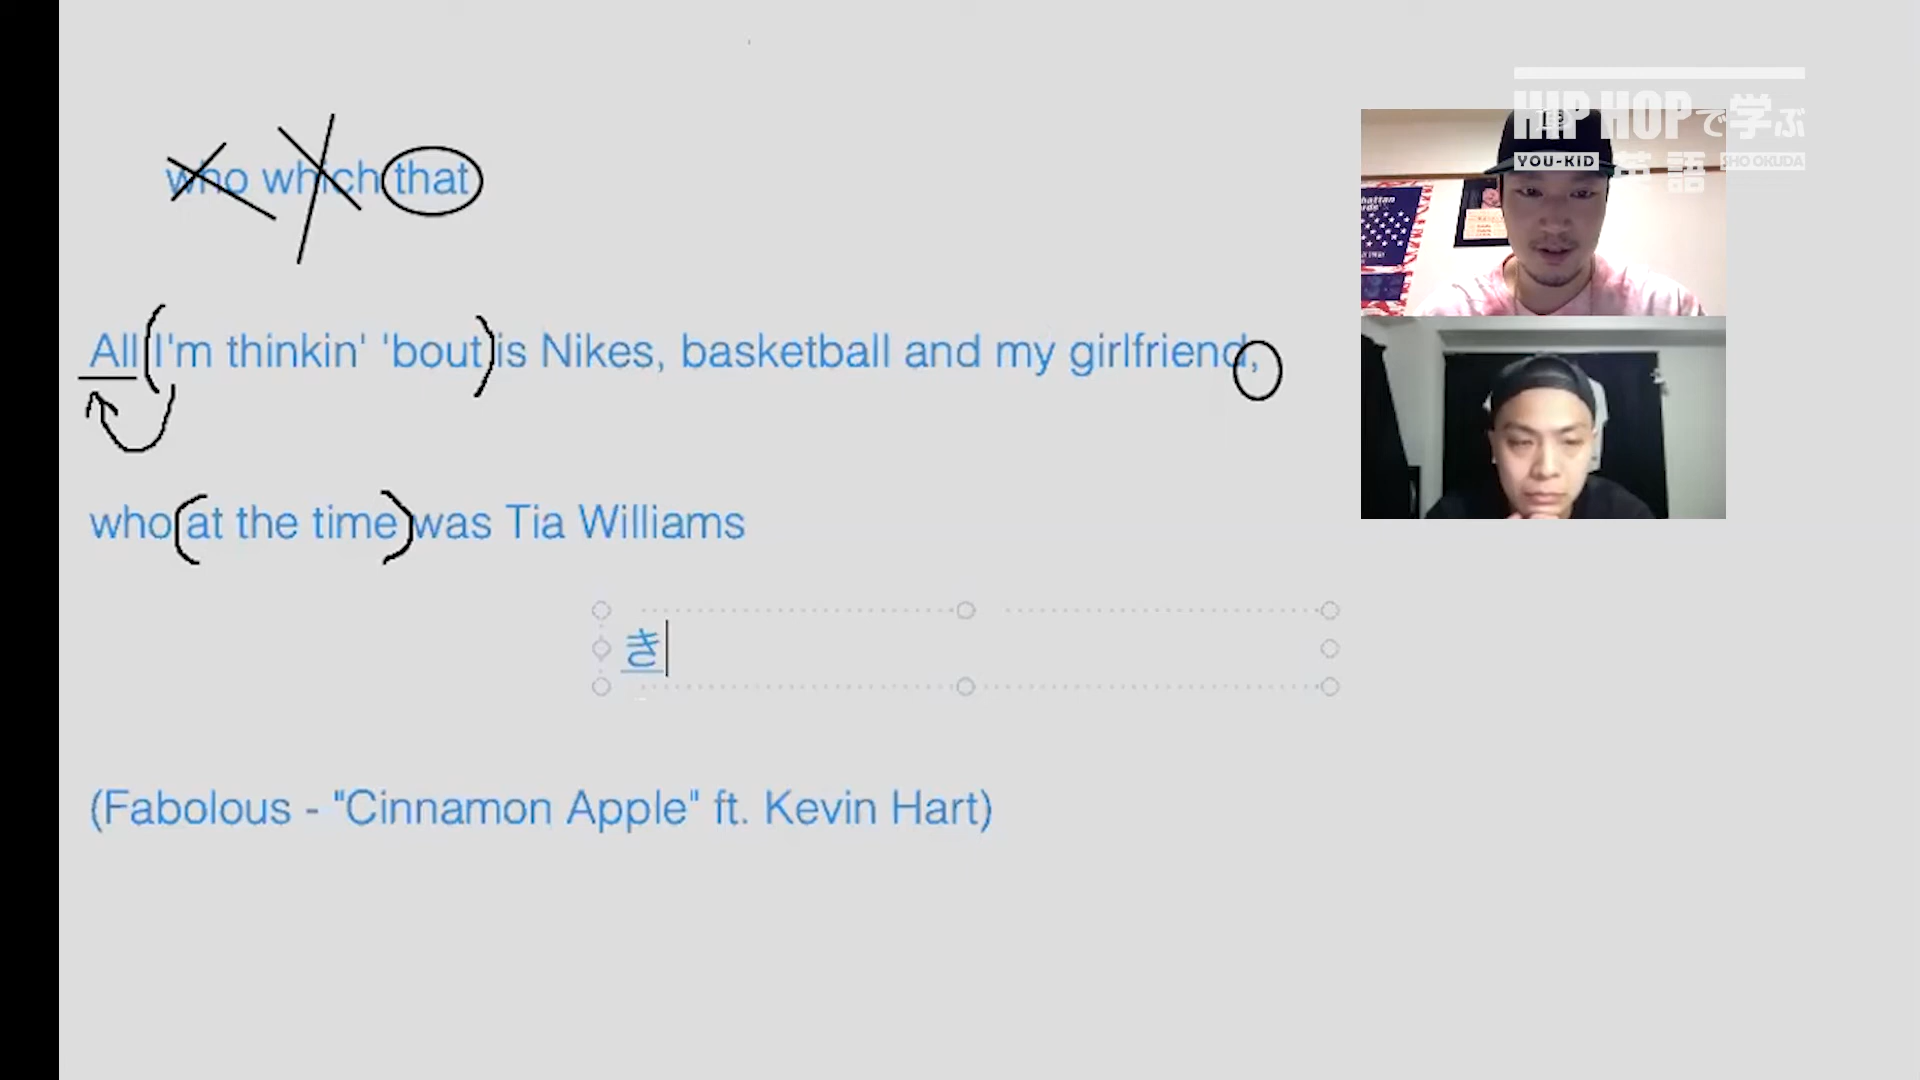 who which that
All I'm thinkin' 'bout is Nikes, basketball and my girlfriend,
who at the time was Tia Williams
き
(Fabolous - "Cinnamon Apple" ft. Kevin Hart)
HIP HOPで学ぶ
YOU-KID 英語 SHO OKUDA